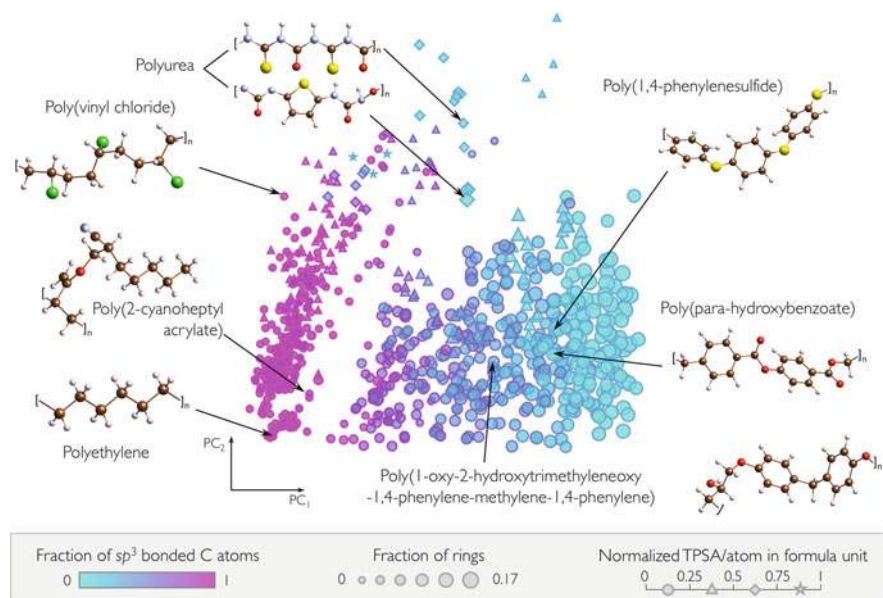 Polyurea
[
]n
[
]n
Poly(1,4-phenylenesulfide)
[
]n
Poly(vinyl chloride)
[
]n
Poly(2-cyanoheptyl
acrylate)
[
]n
Poly(para-hydroxybenzoate)
[
]n
Polyethylene
[
]n
PC2
PC1
Poly(1-oxy-2-hydroxytrimethyleneoxy
-1,4-phenylene-methylene-1,4-phenylene)
]n
Fraction of sp3 bonded C atoms
0 1
Fraction of rings
0 0.17
Normalized TPSA/atom in formula unit
0 0.25 0.5 0.75 1